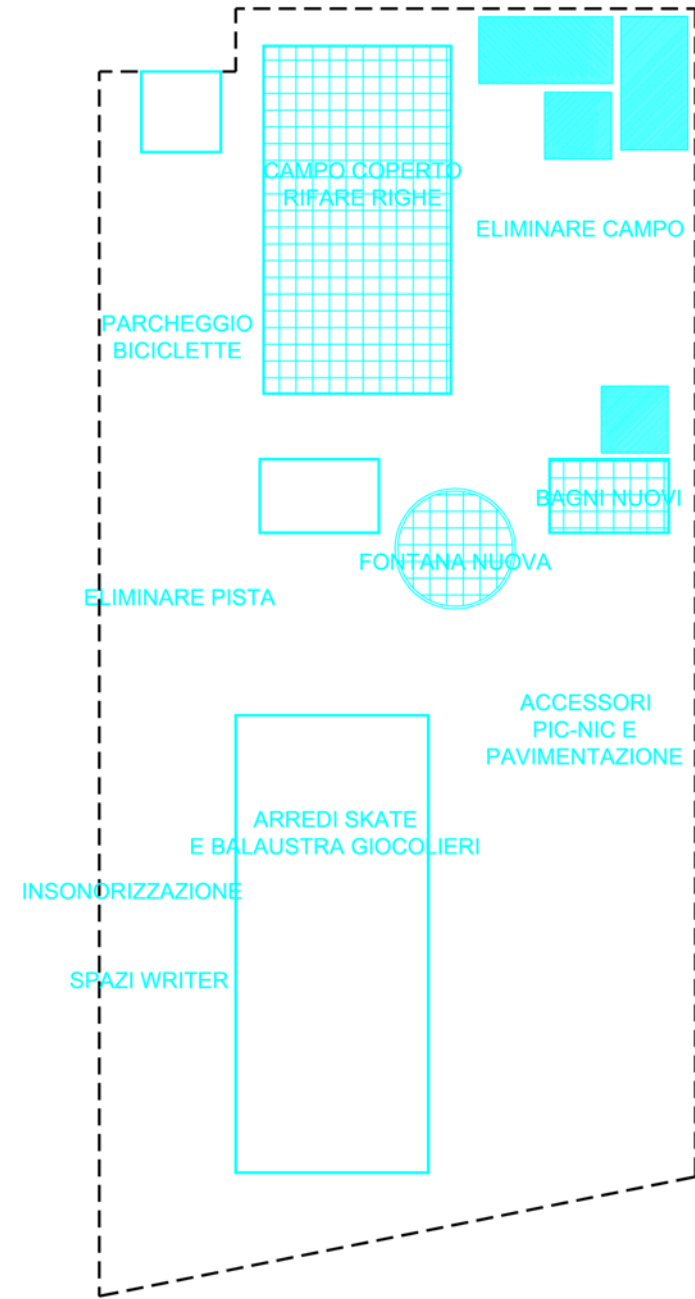 CAMPO COPERTO
RIFARE RIGHE
ELIMINARE CAMPO
PARCHEGGIO
BICICLETTE
BAGNI NUOVI
FONTANA NUOVA
ELIMINARE PISTA
ACCESSORI
PIC-NIC E
PAVIMENTAZIONE
ARREDI SKATE
E BALAUSTRA GIOCOLIERI
INSONORIZZAZIONE
SPAZI WRITER